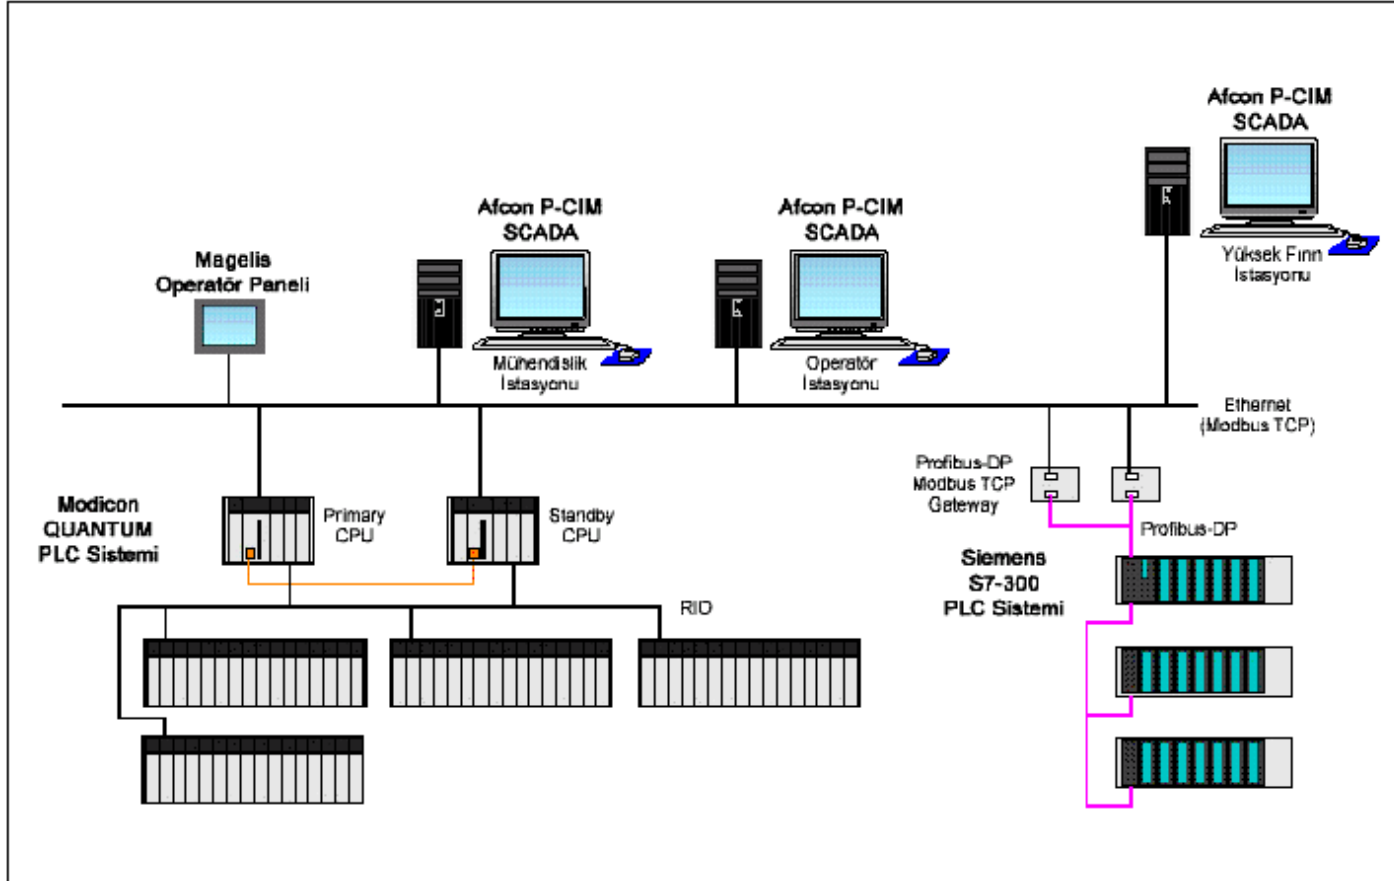 Afcon P-CIM
SCADA
Yüksek Fırın
İstasyonu
Afcon P-CIM
SCADA
Mühendislik
İstasyonu
Afcon P-CIM
SCADA
Operatör
İstasyonu
Magelis
Operatör Paneli
Ethernet
(Modbus TCP)
Profibus-DP
Modbus TCP
Gateway
Profibus-DP
Modicon
QUANTUM
PLC Sistemi
Primary
CPU
Standby
CPU
Siemens
S7-300
PLC Sistemi
RIO